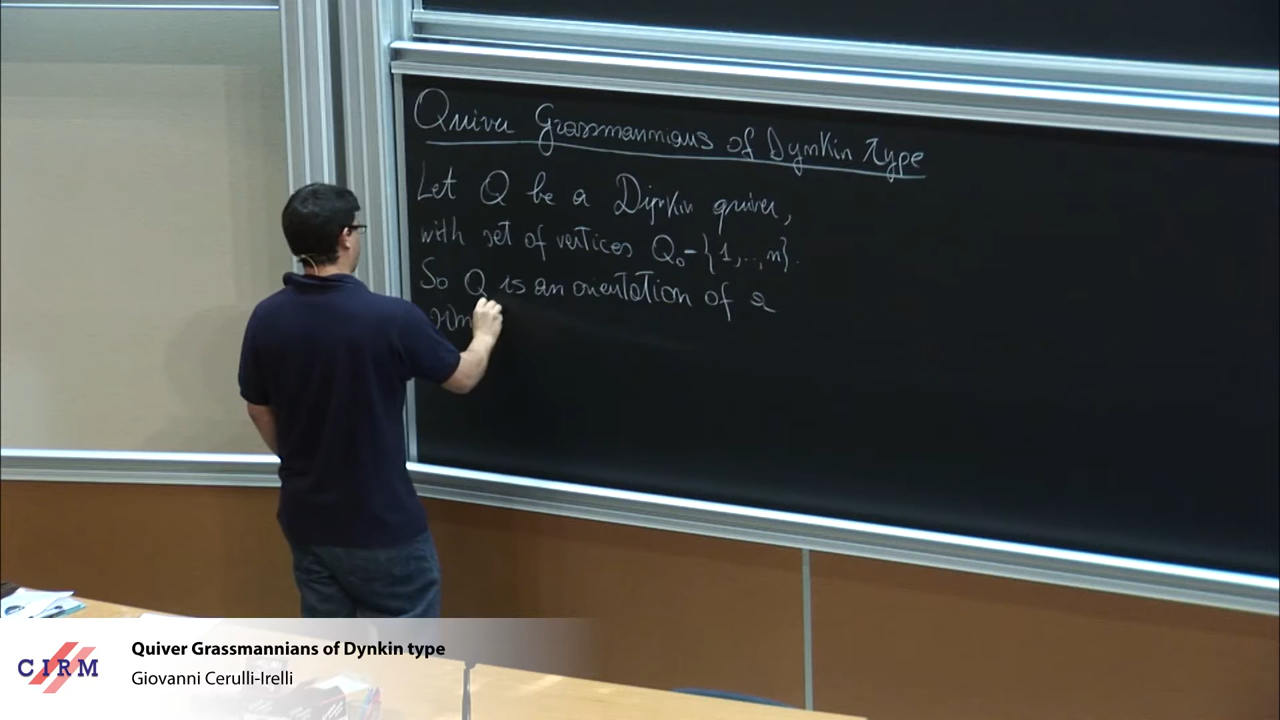 Quiver Grassmannians of Dynkin type
Let Q be a Dynkin quiver,
with set of vertices Q₀={1,..,n}.
So Q is an orientation of a
CIRM
Quiver Grassmannians of Dynkin type
Giovanni Cerulli-Irelli